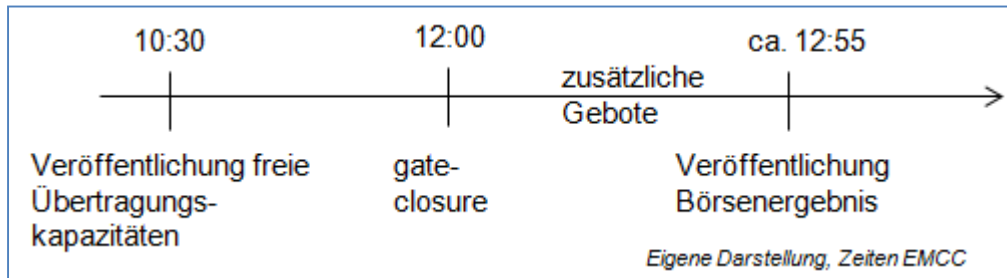 10:30
12:00
ca. 12:55
zusätzliche
Gebote
Veröffentlichung freie
Übertragungs-
kapazitäten
gate-
closure
Veröffentlichung
Börsenergebnis
Eigene Darstellung, Zeiten EMCC